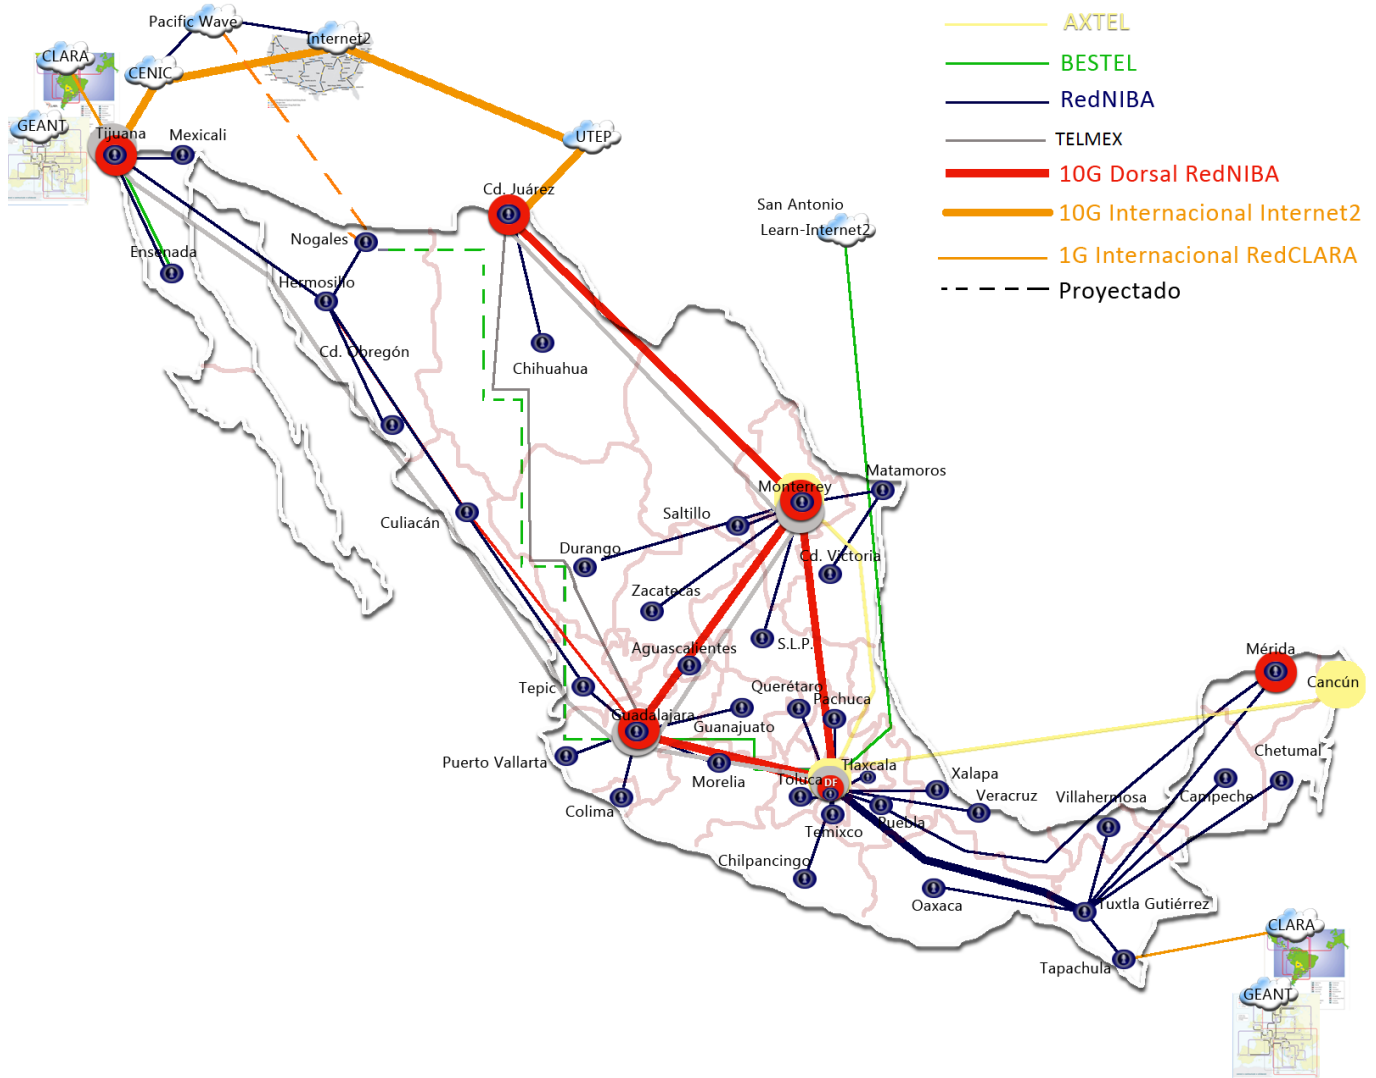 Pacific Wave
Internet2
CLARA
CENIC
GEANT
Tijuana
Mexicali
UTEP
Cd. Juárez
San Antonio
Learn-Internet2
Nogales
Ensenada
Hermosillo
Cd. Obregón
Chihuahua
Matamoros
Monterrey
Saltillo
Culiacán
Durango
Cd. Victoria
Zacatecas
S.L.P.
Aguascalientes
Mérida
Cancún
Tepic
Querétaro
Pachuca
Guadalajara
Guanajuato
Puerto Vallarta
Morelia
Toluca
Tlaxcala
DF
Xalapa
Veracruz
Villahermosa
Campeche
Chetumal
Colima
Temixco
Puebla
Chilpancingo
Oaxaca
Tuxtla Gutiérrez
Tapachula
CLARA
GEANT
AXTEL
BESTEL
RedNIBA
TELMEX
10G Dorsal RedNIBA
10G Internacional Internet2
1G Internacional RedCLARA
Proyectado